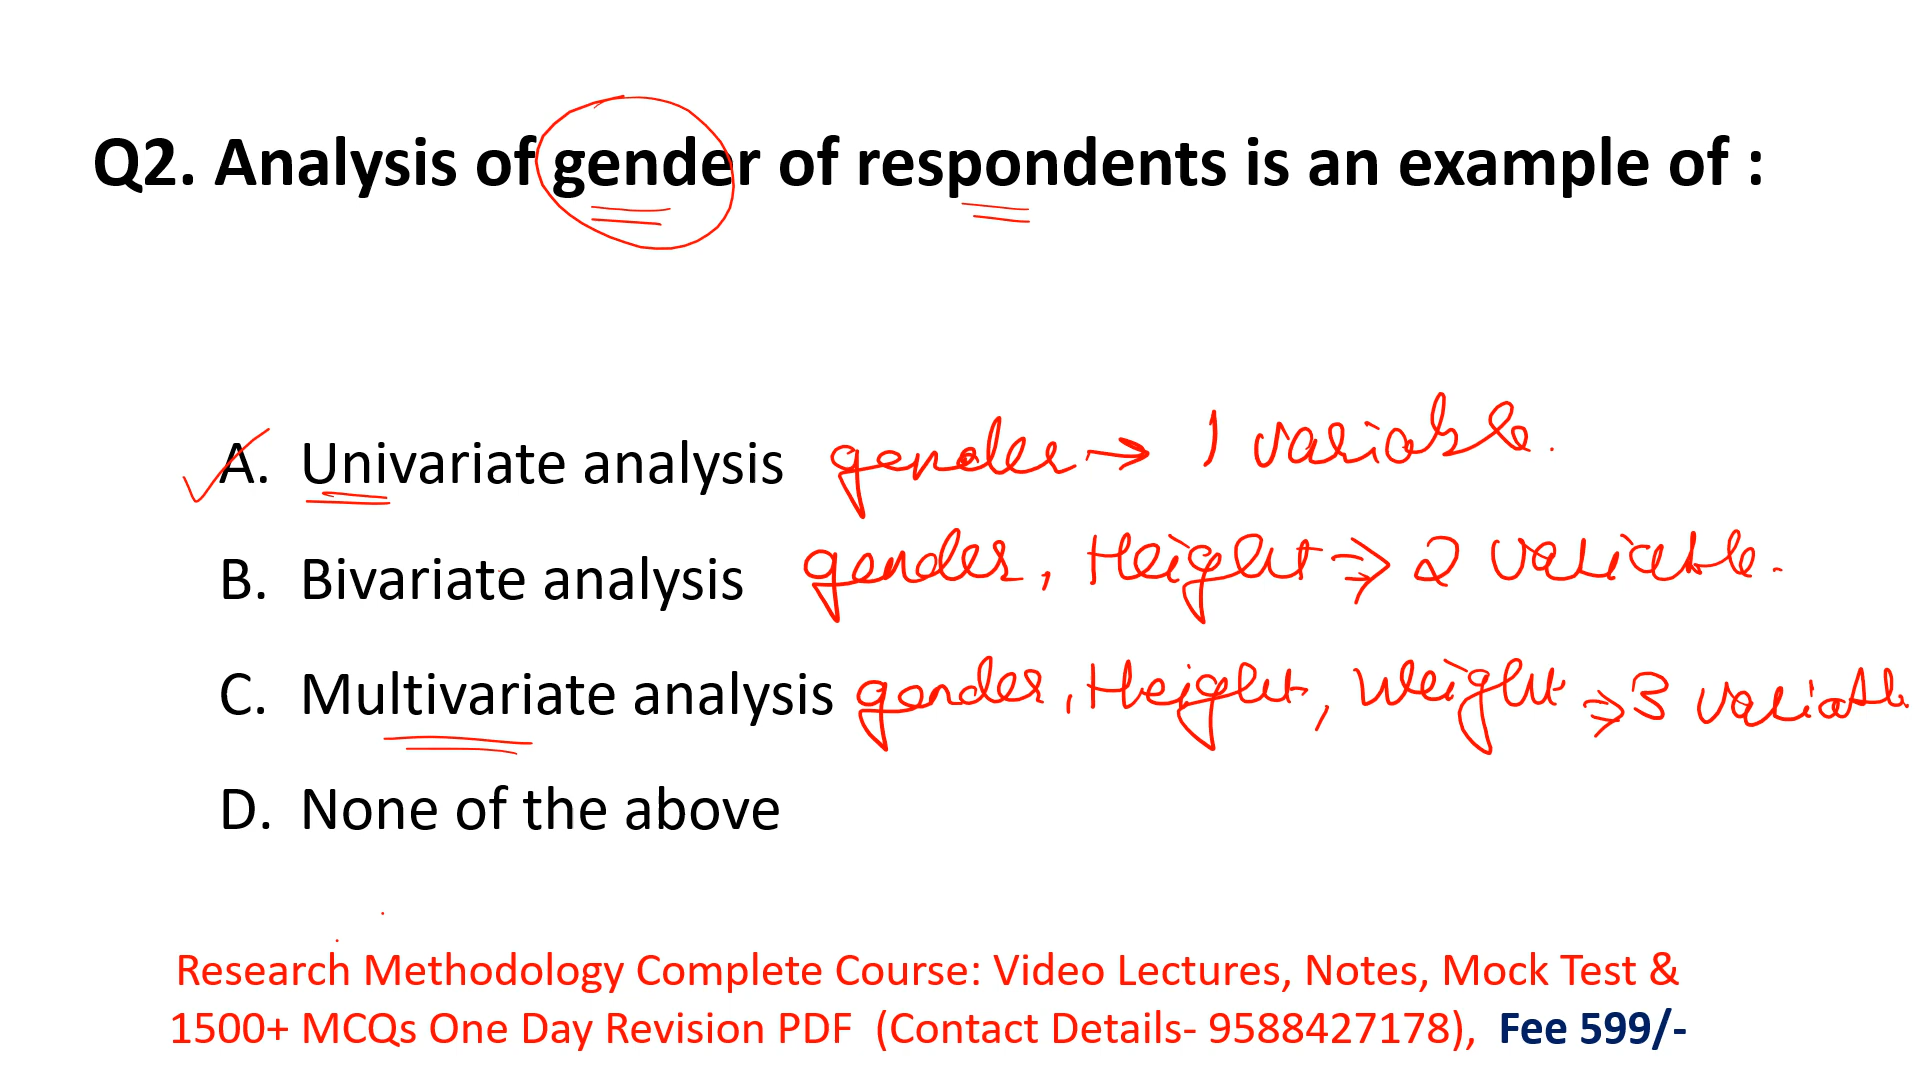 Q2. Analysis of gender of respondents is an example of :
A. Univariate analysis gender → 1 variable.
B. Bivariate analysis gender, Height ⇒ 2 variable.
C. Multivariate analysis gender, Height, Weight ⇒ 3 variable
D. None of the above
Research Methodology Complete Course: Video Lectures, Notes, Mock Test &
1500+ MCQs One Day Revision PDF (Contact Details- 9588427178), Fee 599/-